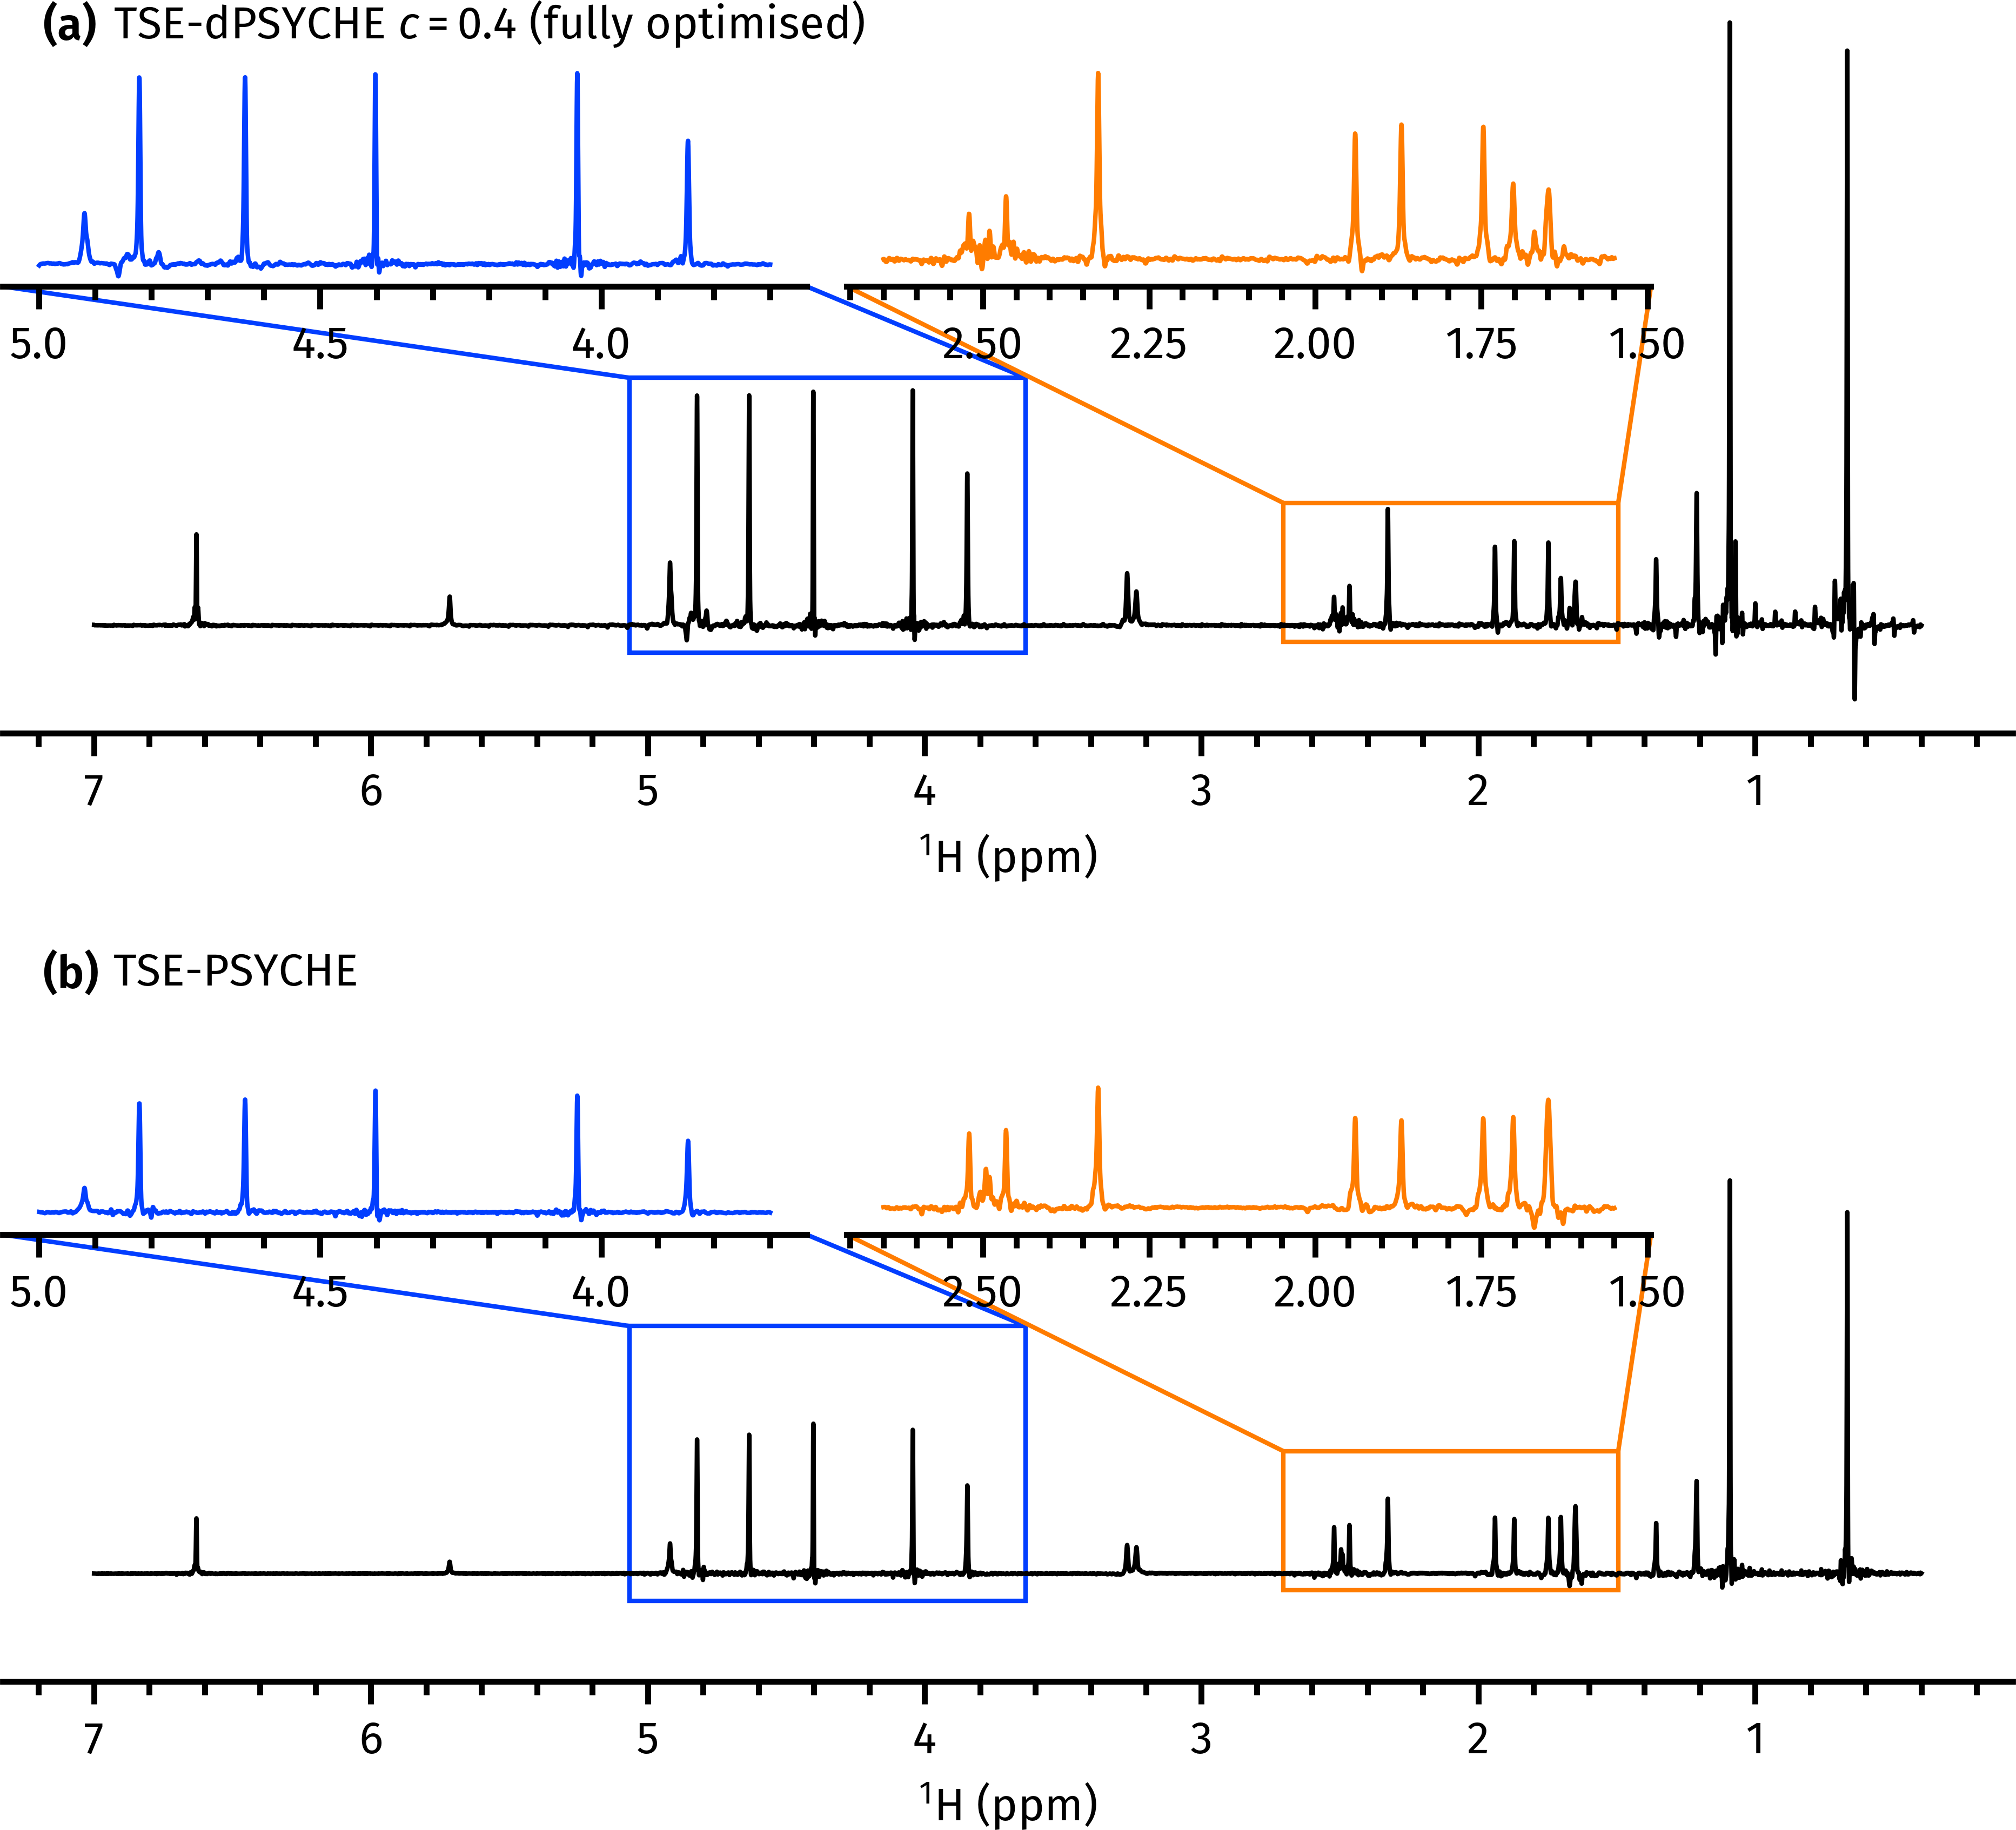 (a) TSE-dPSYCHE c = 0.4 (fully optimised)
5.0 4.5 4.0 2.50 2.25 2.00 1.75 1.50
7 6 5 4 3 2 1
¹H (ppm)
(b) TSE-PSYCHE
5.0 4.5 4.0 2.50 2.25 2.00 1.75 1.50
7 6 5 4 3 2 1
¹H (ppm)